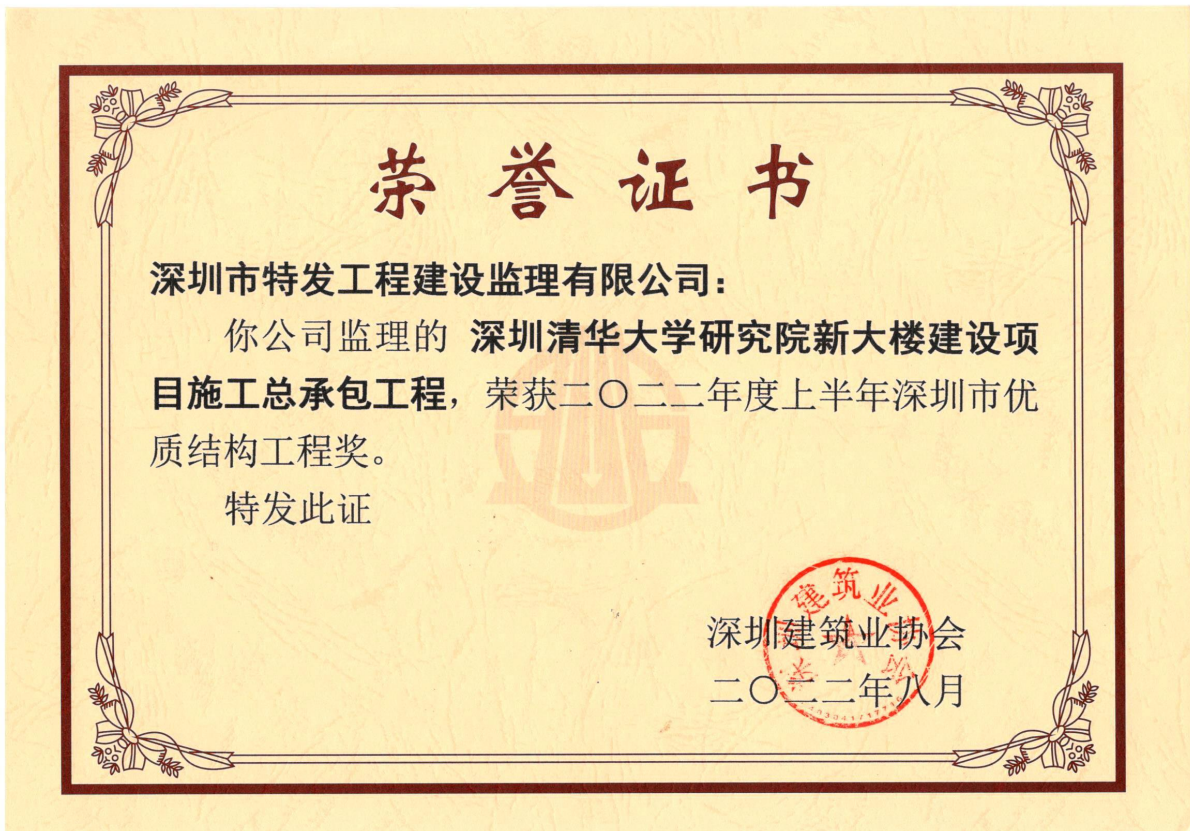 荣誉证书
深圳市特发工程建设监理有限公司：
你公司监理的 深圳清华大学研究院新大楼建设项
目施工总承包工程，荣获二〇二二年度上半年深圳市优
质结构工程奖。
特发此证
深圳建筑业协会
二〇二二年八月